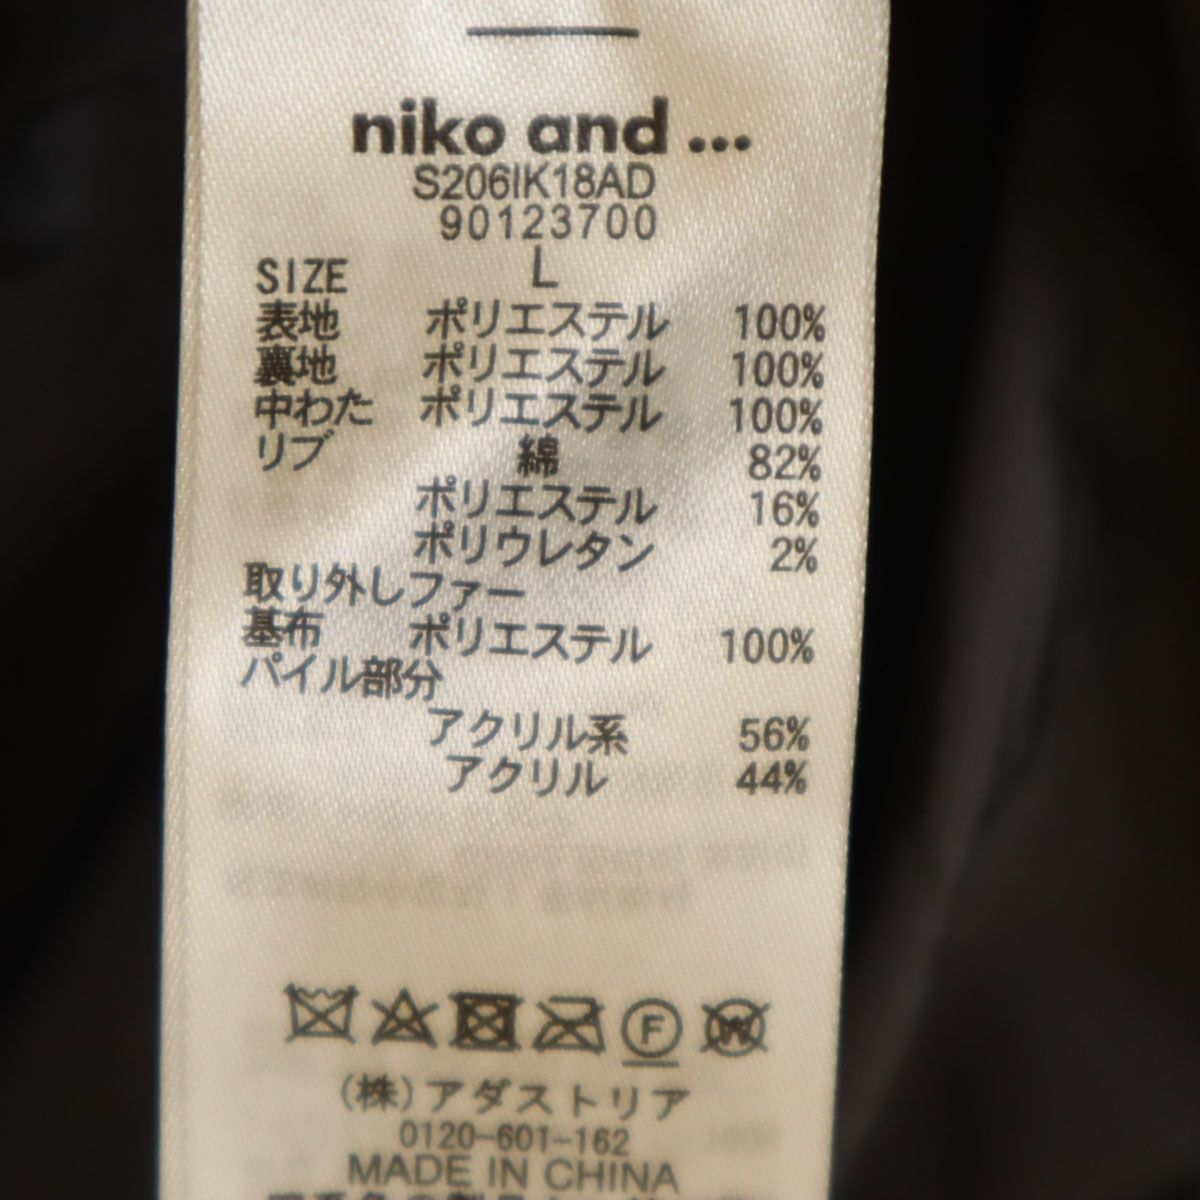 niko and ...
S206IK18AD
90123700
SIZE L
表地 ポリエステル 100%
裏地 ポリエステル 100%
中わた ポリエステル 100%
リブ 綿 82%
ポリエステル 16%
ポリウレタン 2%
取り外しファー
基布 ポリエステル 100%
パイル部分
アクリル系 56%
アクリル 44%
F W
(株)アダストリア
0120-601-162
MADE IN CHINA